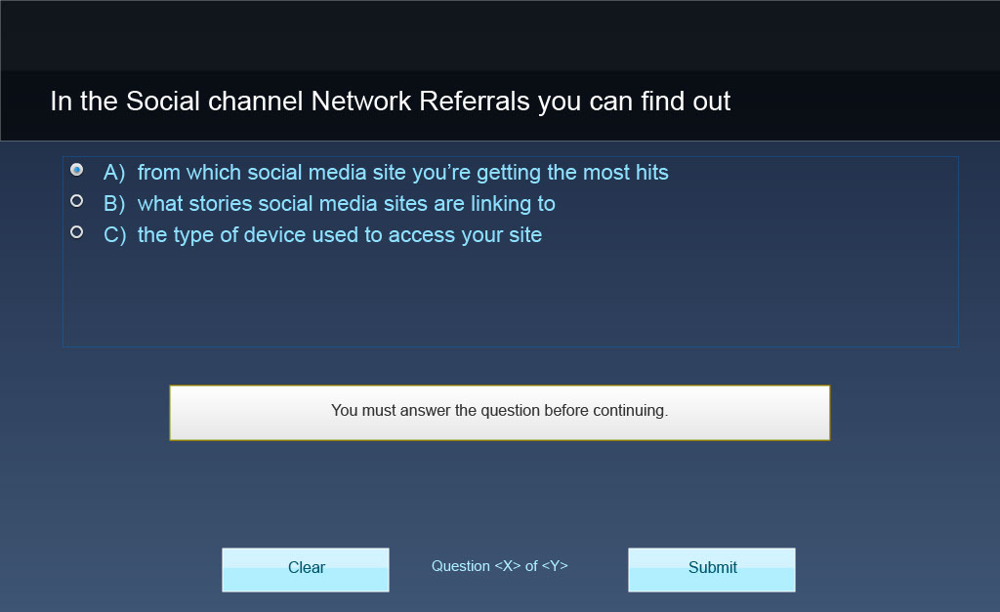 In the Social channel Network Referrals you can find out
A) from which social media site you’re getting the most hits
B) what stories social media sites are linking to
C) the type of device used to access your site
You must answer the question before continuing.
Clear
Question <X> of <Y>
Submit